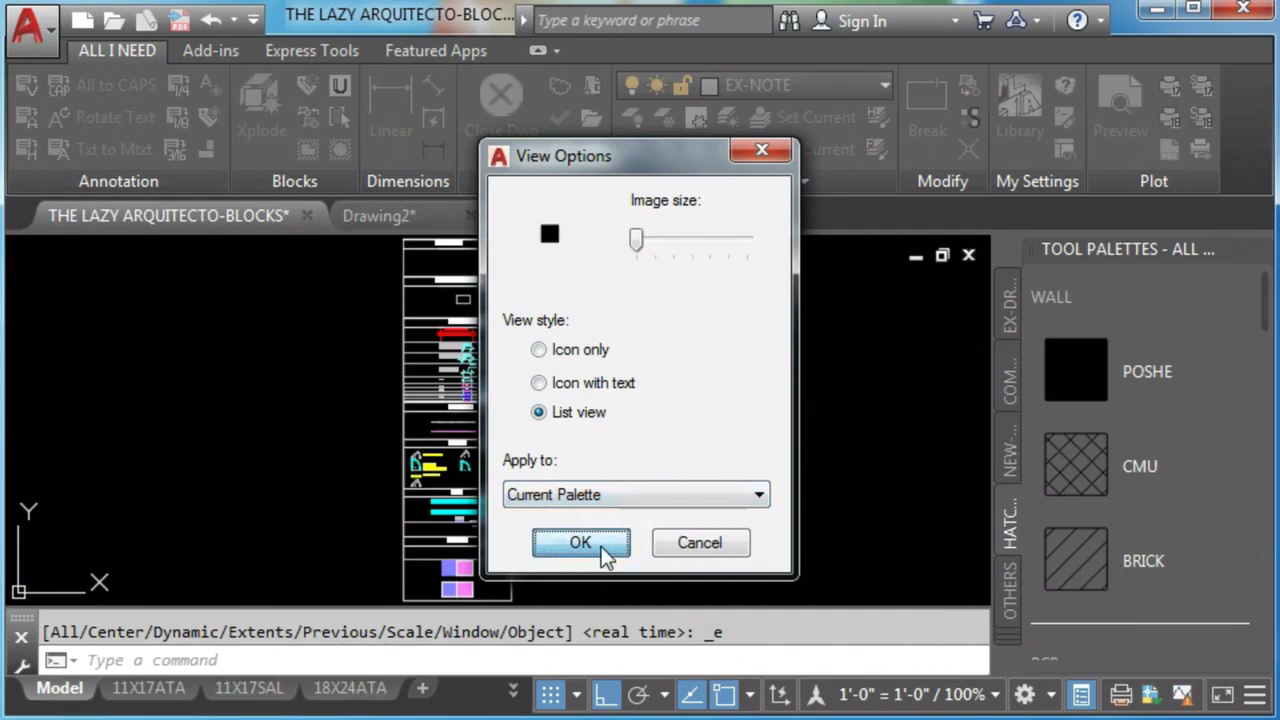 THE LAZY ARQUITECTO-BLOCKS...
Type a keyword or phrase
Sign In
ALL I NEED
Add-ins
Express Tools
Featured Apps
All to CAPS
Rotate Text
Txt to Mtxt
Xplode
Linear
Close Dwg
EX-NOTE
Set Current
Break
Library
Preview
Annotation
Blocks
Dimensions
Modify
My Settings
Plot
THE LAZY ARQUITECTO-BLOCKS*
Drawing2*
View Options
Image size:
View style:
Icon only
Icon with text
List view
Apply to:
Current Palette
OK
Cancel
TOOL PALETTES - ALL ...
EX-DR...
COM...
NEW-...
HATC...
OTHERS
WALL
POSHE
CMU
BRICK
Y
X
[All/Center/Dynamic/Extents/Previous/Scale/Window/Object] <real time>: _e
Type a command
Model
11X17ATA
11X17SAL
18X24ATA
1'-0" = 1'-0" / 100%